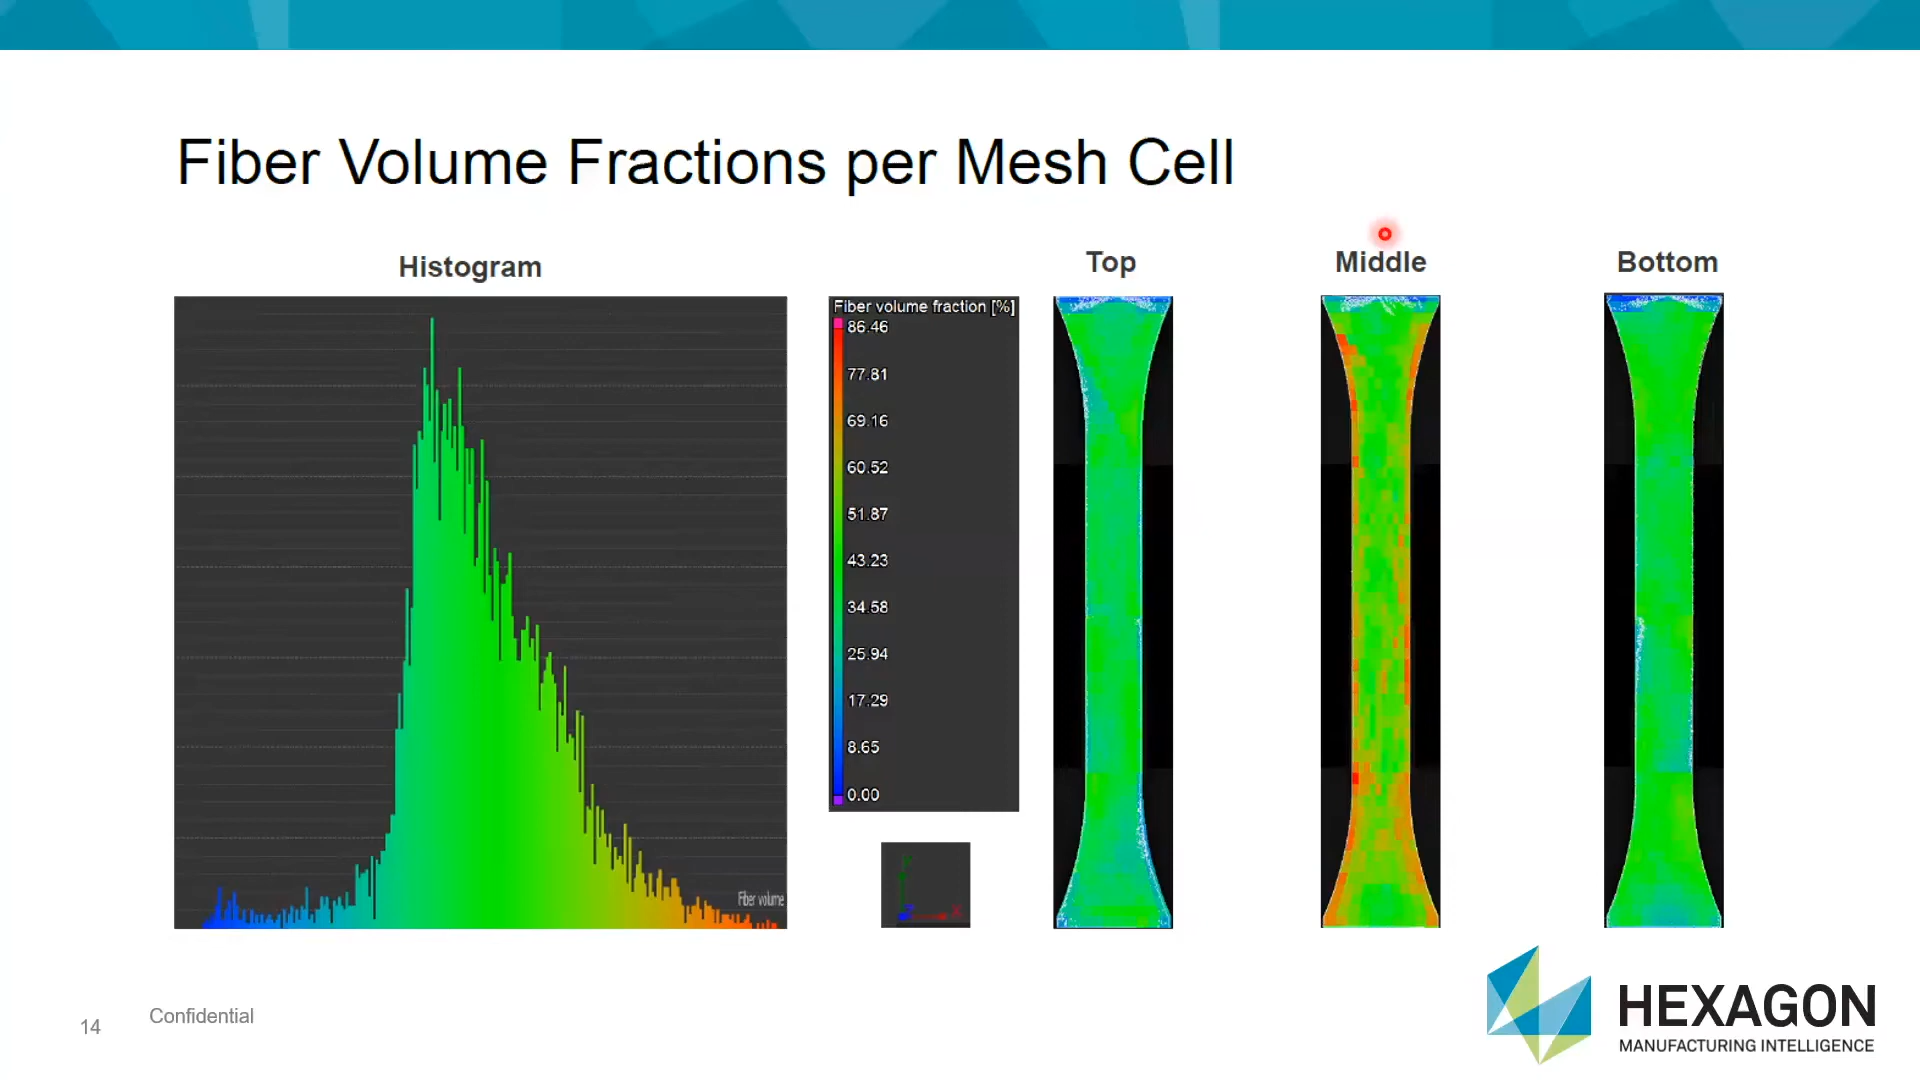 Fiber Volume Fractions per Mesh Cell
Histogram
Top
Middle
Bottom
Fiber volume fraction [%]
86.46
77.81
69.16
60.52
51.87
43.23
34.58
25.94
17.29
8.65
0.00
Fiber volume
X
14
Confidential
HEXAGON
MANUFACTURING INTELLIGENCE